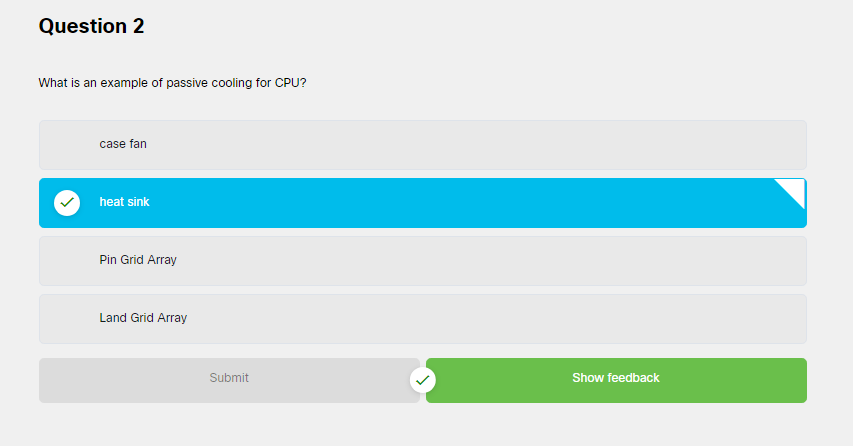 Question 2
What is an example of passive cooling for CPU?
case fan
heat sink
Pin Grid Array
Land Grid Array
Submit
Show feedback